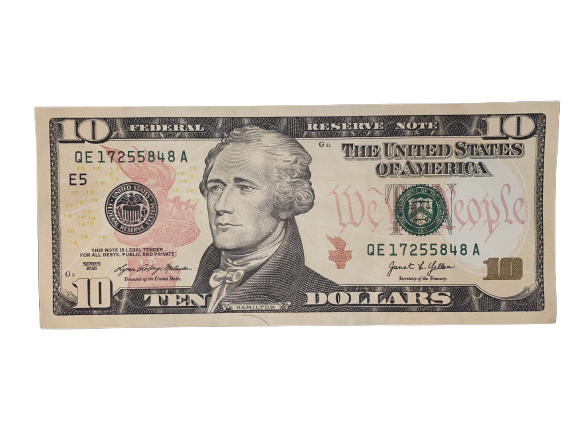 10 FEDERAL RESERVE NOTE 10
QE 17255848 A
G
THE UNITED STATES
OF AMERICA
E5
We the People
QE 17255848 A
THIS NOTE IS LEGAL TENDER
FOR ALL DEBTS, PUBLIC AND PRIVATE
SERIES
2021
Treasurer of the United States.
Janet L. Yellen
Secretary of the Treasury.
G
10
10
TEN DOLLARS
HAMILTON